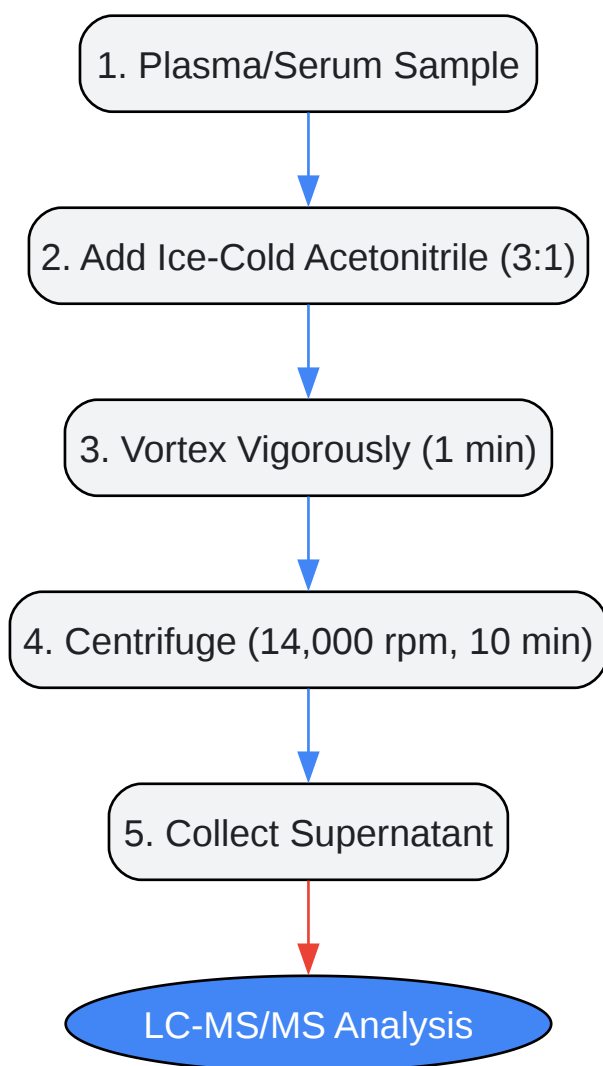 1. Plasma/Serum Sample
2. Add Ice-Cold Acetonitrile (3:1)
3. Vortex Vigorously (1 min)
4. Centrifuge (14,000 rpm, 10 min)
5. Collect Supernatant
LC-MS/MS Analysis